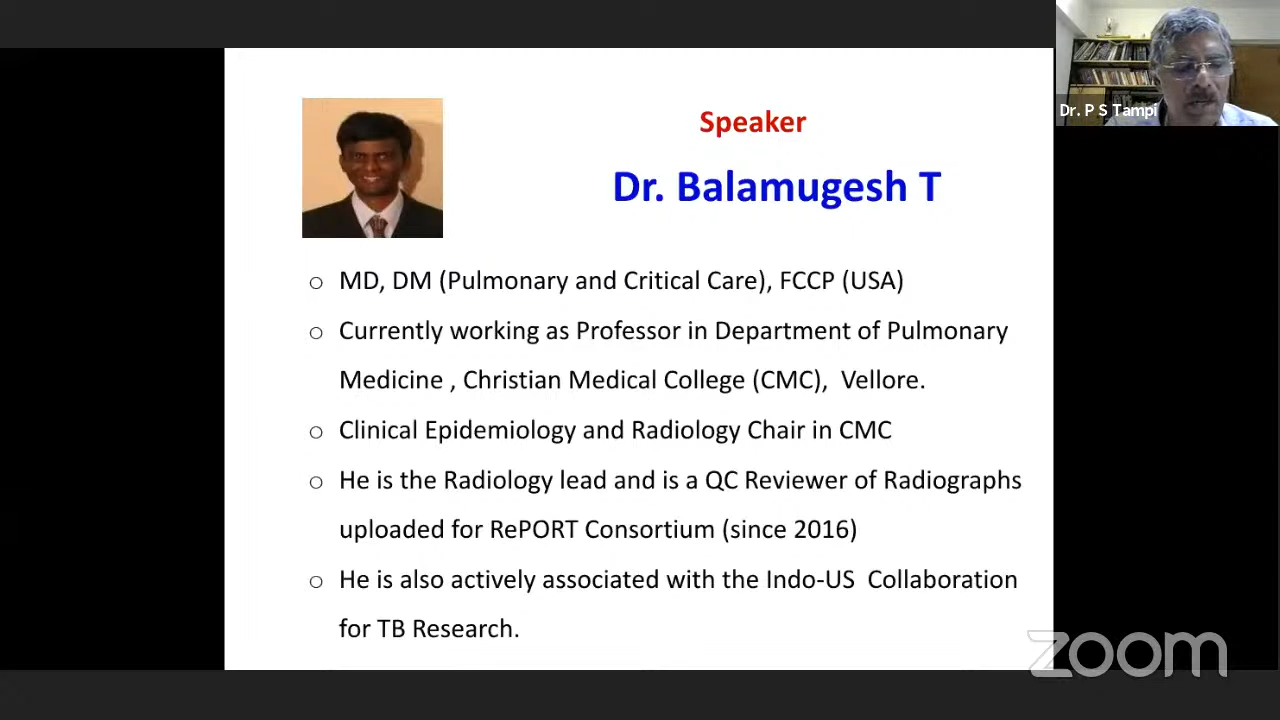 Speaker
Dr. Balamugesh T
o MD, DM (Pulmonary and Critical Care), FCCP (USA)
o Currently working as Professor in Department of Pulmonary
Medicine , Christian Medical College (CMC),  Vellore.
o Clinical Epidemiology and Radiology Chair in CMC
o He is the Radiology lead and is a QC Reviewer of Radiographs
uploaded for RePORT Consortium (since 2016)
o He is also actively associated with the Indo-US  Collaboration
for TB Research.
Dr. P S Tampi
zoom